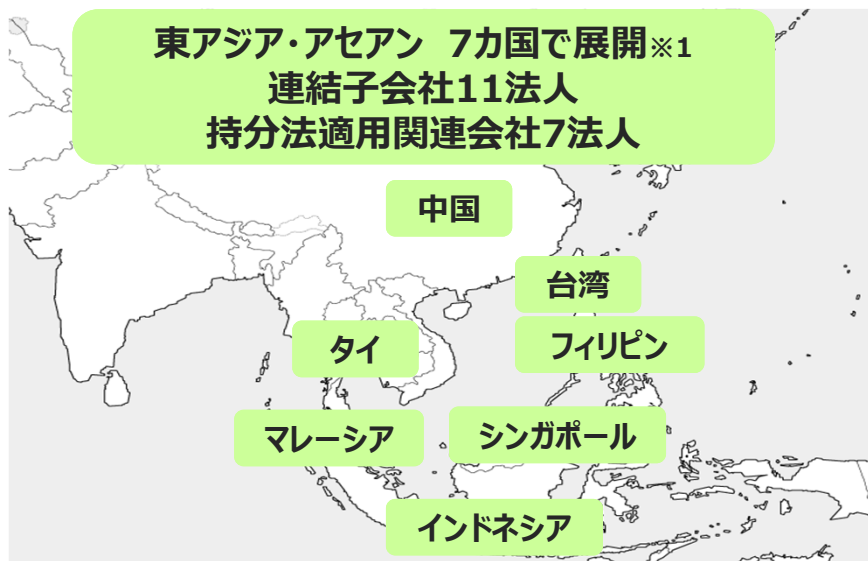 東アジア・アセアン 7カ国で展開※1
連結子会社11法人
持分法適用関連会社7法人
中国
台湾
タイ
フィリピン
マレーシア
シンガポール
インドネシア